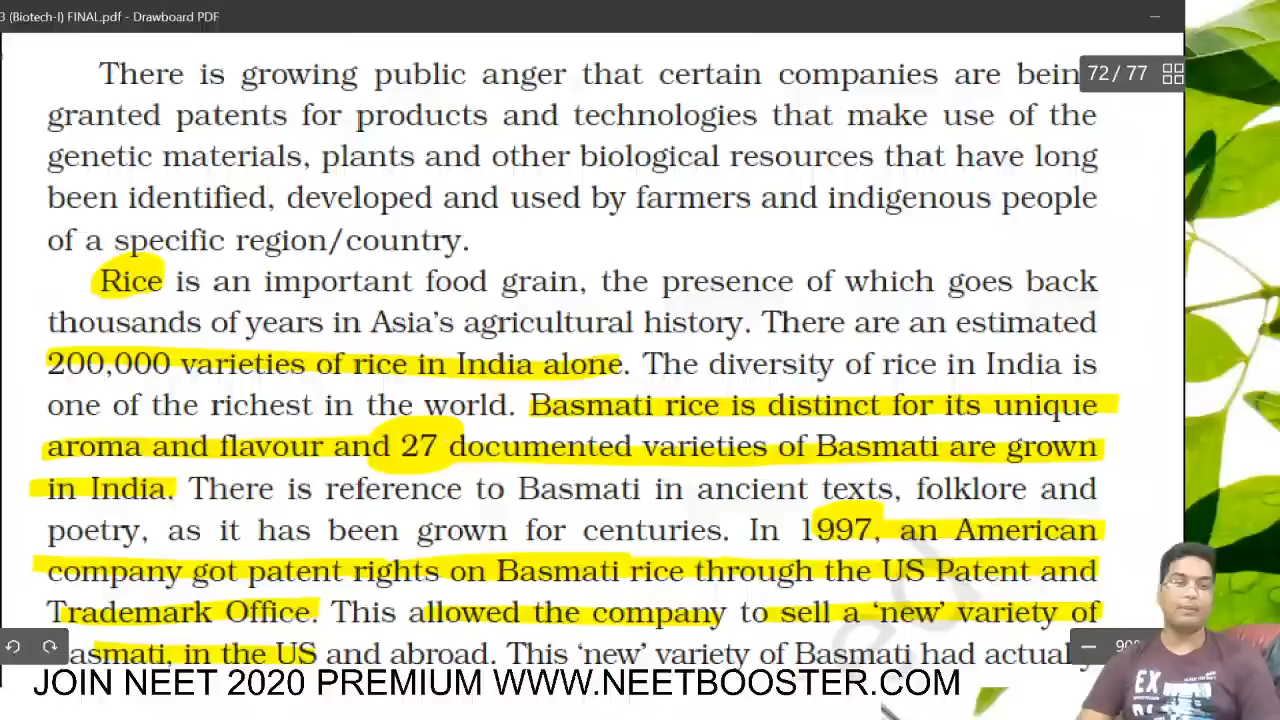 3 (Biotech-I) FINAL.pdf - Drawboard PDF
There is growing public anger that certain companies are bein
72 / 77
granted patents for products and technologies that make use of the
genetic materials, plants and other biological resources that have long
been identified, developed and used by farmers and indigenous people
of a specific region/country.
Rice is an important food grain, the presence of which goes back
thousands of years in Asia's agricultural history. There are an estimated
200,000 varieties of rice in India alone. The diversity of rice in India is
one of the richest in the world. Basmati rice is distinct for its unique
aroma and flavour and 27 documented varieties of Basmati are grown
in India. There is reference to Basmati in ancient texts, folklore and
poetry, as it has been grown for centuries. In 1997, an American
company got patent rights on Basmati rice through the US Patent and
Trademark Office. This allowed the company to sell a ‘new’ variety of
asmati, in the US and abroad. This ‘new’ variety of Basmati had actually
90
JOIN NEET 2020 PREMIUM WWW.NEETBOOSTER.COM
EX